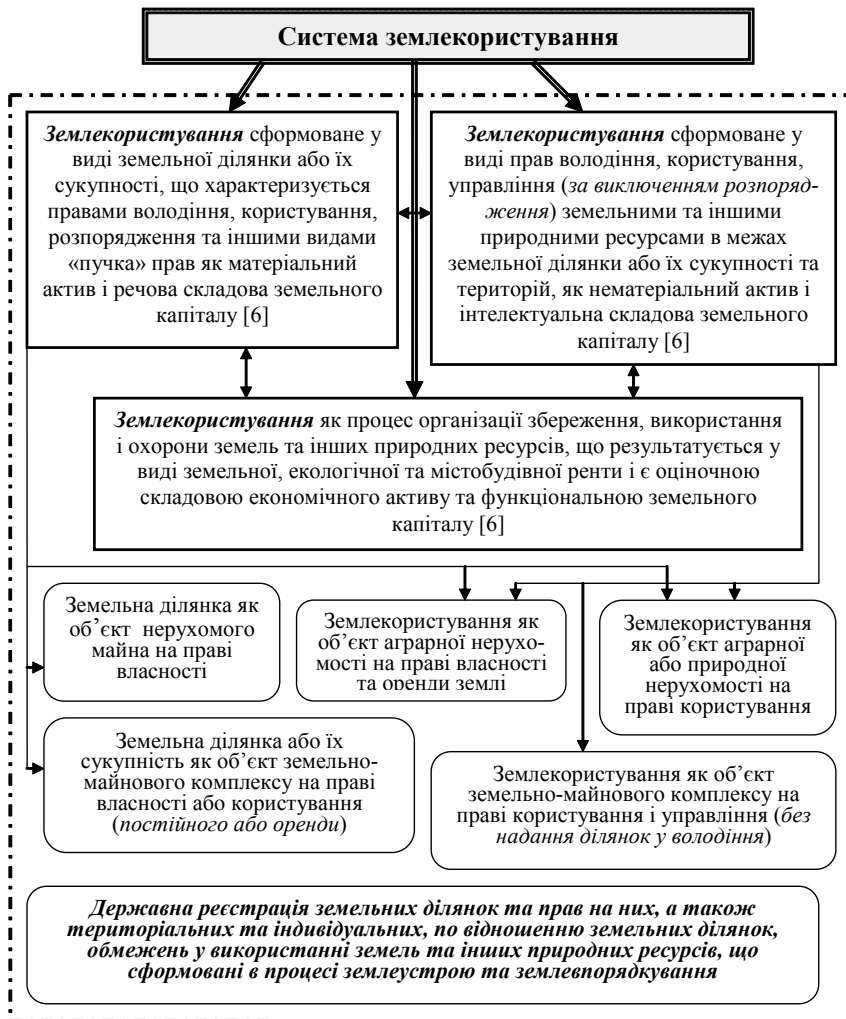 Система землекористування
Землекористування сформоване у
виді земельної ділянки або їх
сукупності, що характеризується
правами володіння, користування,
розпорядження та іншими видами
«пучка» прав як матеріальний
актив і речова складова земельного
капіталу [6]
Землекористування сформоване у
виді прав володіння, користування,
управління (за виключенням розпоряд-
ження) земельними та іншими
природними ресурсами в межах
земельної ділянки або їх сукупності та
територій, як нематеріальний актив і
інтелектуальна складова земельного
капіталу [6]
Землекористування як процес організації збереження, використання
і охорони земель та інших природних ресурсів, що результатується у
виді земельної, екологічної та містобудівної ренти і є оціночною
складовою економічного активу та функціональною земельного
капіталу [6]
Земельна ділянка як
об’єкт нерухомого
майна на праві
власності
Землекористування як
об’єкт аграрної нерухо-
мості на праві власності
та оренди землі
Землекористування
як об’єкт аграрної
або природної
нерухомості на
праві користування
Земельна ділянка або їх
сукупність як об’єкт земельно-
майнового комплексу на праві
власності або користування
(постійного або оренди)
Землекористування як об’єкт
земельно-майнового комплексу на
праві користування і управління (без
надання ділянок у володіння)
Державна реєстрація земельних ділянок та прав на них, а також
територіальних та індивідуальних, по відношенню земельних ділянок,
обмежень у використанні земель та інших природних ресурсів, що
сформовані в процесі землеустрою та землевпорядкування